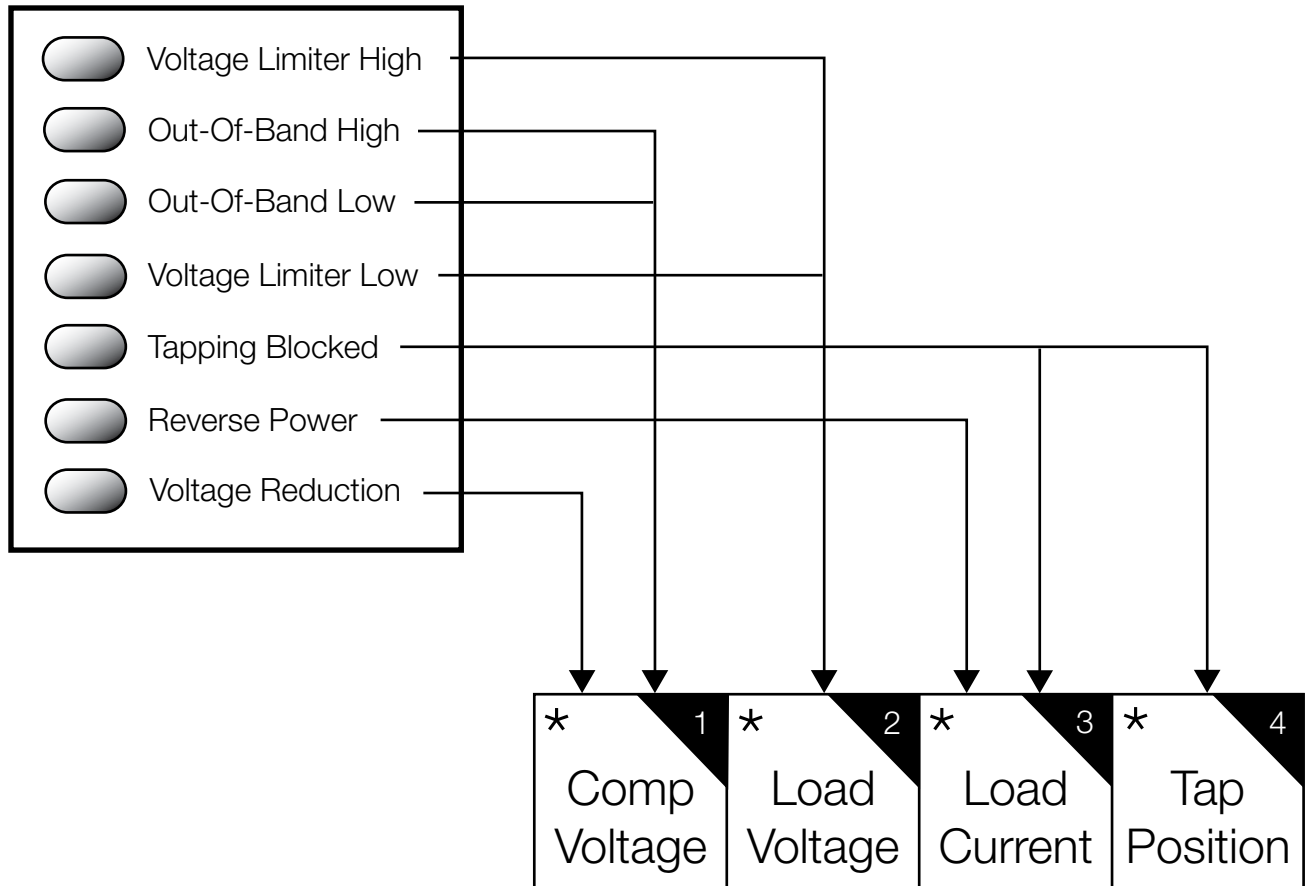 Voltage Limiter High
Out-Of-Band High
Out-Of-Band Low
Voltage Limiter Low
Tapping Blocked
Reverse Power
Voltage Reduction
* 1
Comp
Voltage
* 2
Load
Voltage
* 3
Load
Current
* 4
Tap
Position